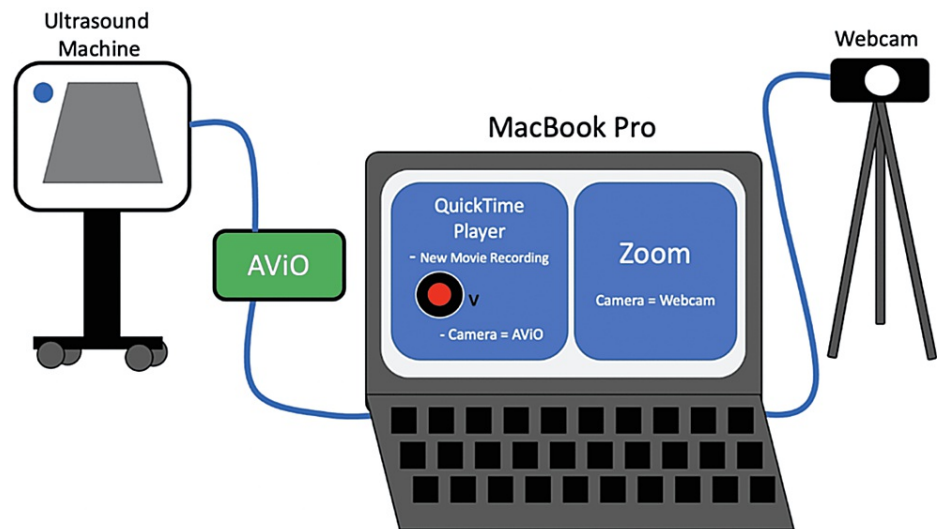 Ultrasound
Machine
Webcam
MacBook Pro
QuickTime
Player
- New Movie Recording
V
- Camera = AViO
Zoom
Camera = Webcam
AViO